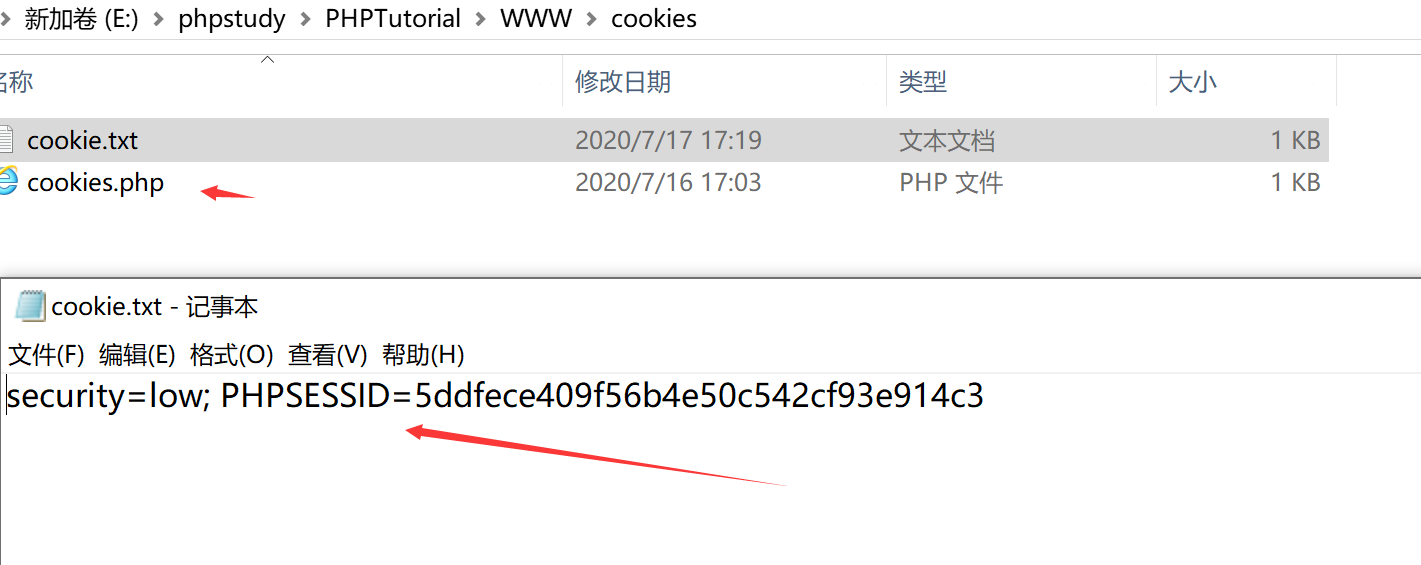 新加卷 (E:) > phpstudy > PHPTutorial > WWW > cookies
名称 修改日期 类型 大小
cookie.txt 2020/7/17 17:19 文本文档 1 KB
cookies.php 2020/7/16 17:03 PHP 文件 1 KB
cookie.txt - 记事本
文件(F) 编辑(E) 格式(O) 查看(V) 帮助(H)
security=low; PHPSESSID=5ddfece409f56b4e50c542cf93e914c3